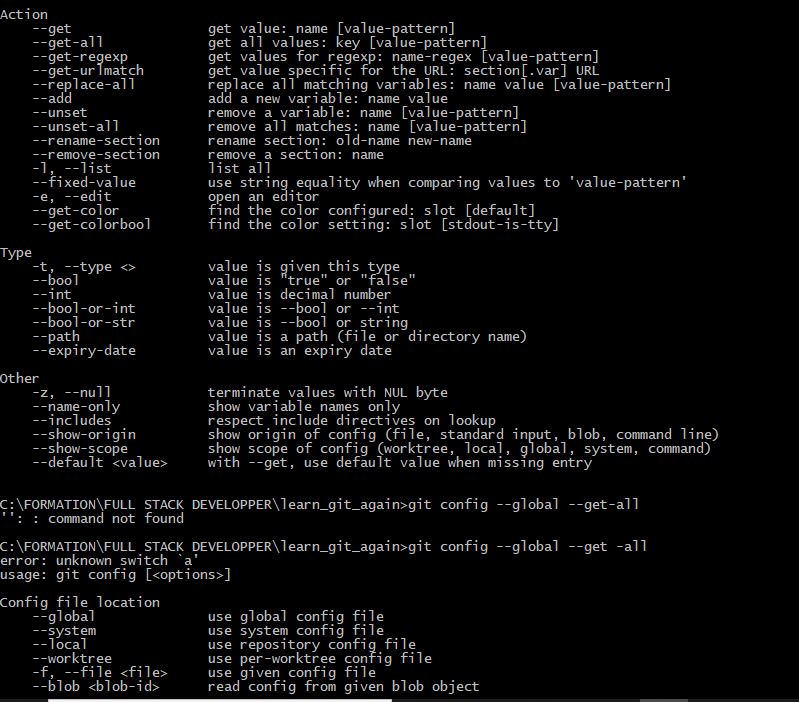 Action
    --get                 get value: name [value-pattern]
    --get-all             get all values: key [value-pattern]
    --get-regexp          get values for regexp: name-regex [value-pattern]
    --get-urlmatch        get value specific for the URL: section[.var] URL
    --replace-all         replace all matching variables: name value [value-pattern]
    --add                 add a new variable: name value
    --unset               remove a variable: name [value-pattern]
    --unset-all           remove all matches: name [value-pattern]
    --rename-section      rename section: old-name new-name
    --remove-section      remove a section: name
    -l, --list            list all
    --fixed-value         use string equality when comparing values to 'value-pattern'
    -e, --edit            open an editor
    --get-color           find the color configured: slot [default]
    --get-colorbool       find the color setting: slot [stdout-is-tty]
Type
    -t, --type <>         value is given this type
    --bool                value is "true" or "false"
    --int                 value is decimal number
    --bool-or-int         value is --bool or --int
    --bool-or-str         value is --bool or string
    --path                value is a path (file or directory name)
    --expiry-date         value is an expiry date
Other
    -z, --null            terminate values with NUL byte
    --name-only           show variable names only
    --includes            respect include directives on lookup
    --show-origin         show origin of config (file, standard input, blob, command line)
    --show-scope          show scope of config (worktree, local, global, system, command)
    --default <value>     with --get, use default value when missing entry
C:\FORMATION\FULL STACK DEVELOPPER\learn_git_again>git config --global --get-all
'': : command not found
C:\FORMATION\FULL STACK DEVELOPPER\learn_git_again>git config --global --get -all
error: unknown switch `a'
usage: git config [<options>]
Config file location
    --global              use global config file
    --system              use system config file
    --local               use repository config file
    --worktree            use per-worktree config file
    -f, --file <file>     use given config file
    --blob <blob-id>      read config from given blob object